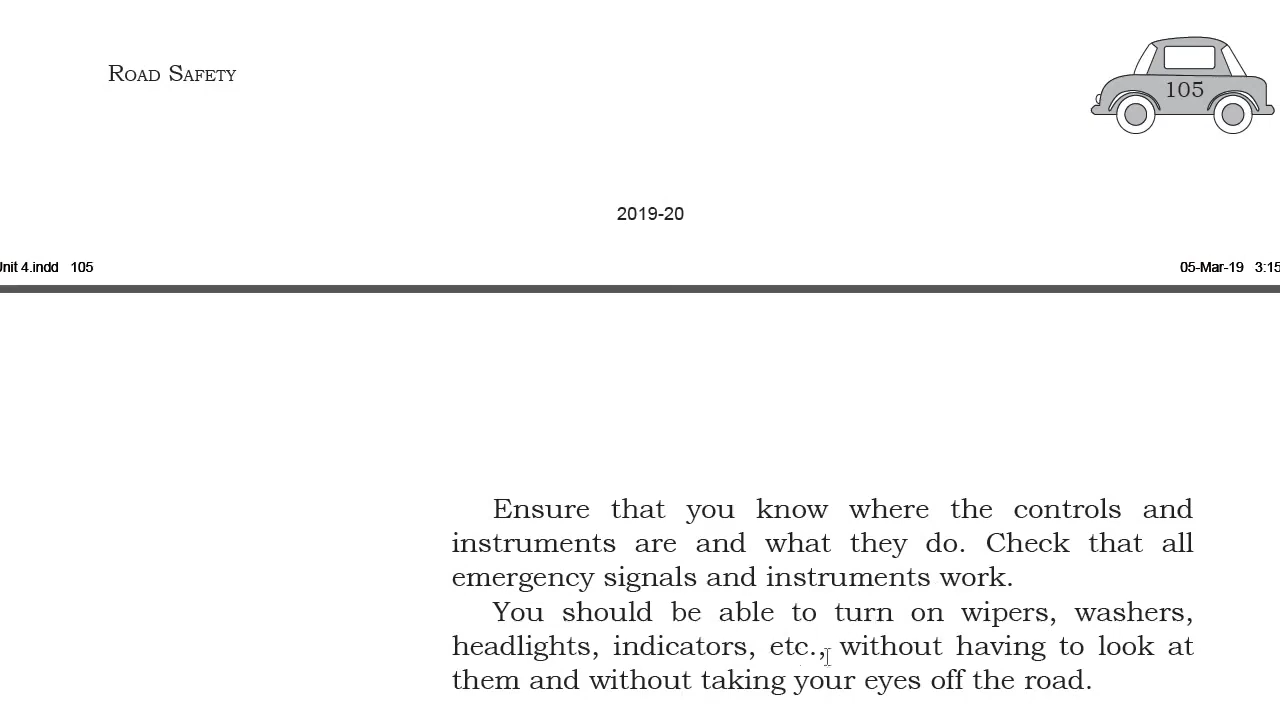 ROAD SAFETY
105
2019-20
Unit 4.indd 105
05-Mar-19 3:15
Ensure that you know where the controls and
instruments are and what they do. Check that all
emergency signals and instruments work.
You should be able to turn on wipers, washers,
headlights, indicators, etc., without having to look at
them and without taking your eyes off the road.